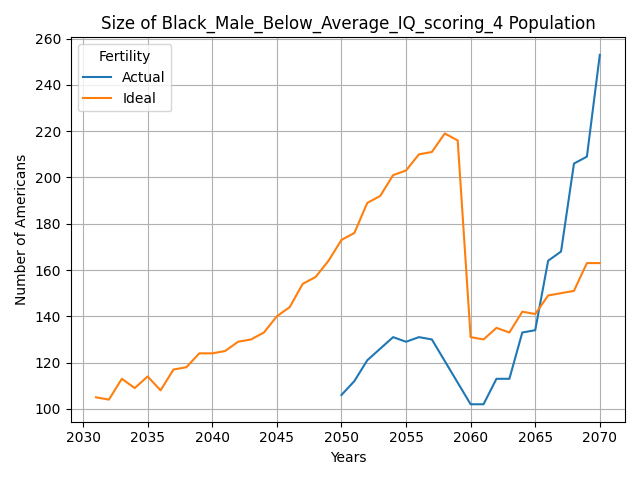 Size of Black_Male_Below_Average_IQ_scoring_4 Population
Fertility
Actual
Ideal
Number of Americans
260
240
220
200
180
160
140
120
100
2030 2035 2040 2045 2050 2055 2060 2065 2070
Years